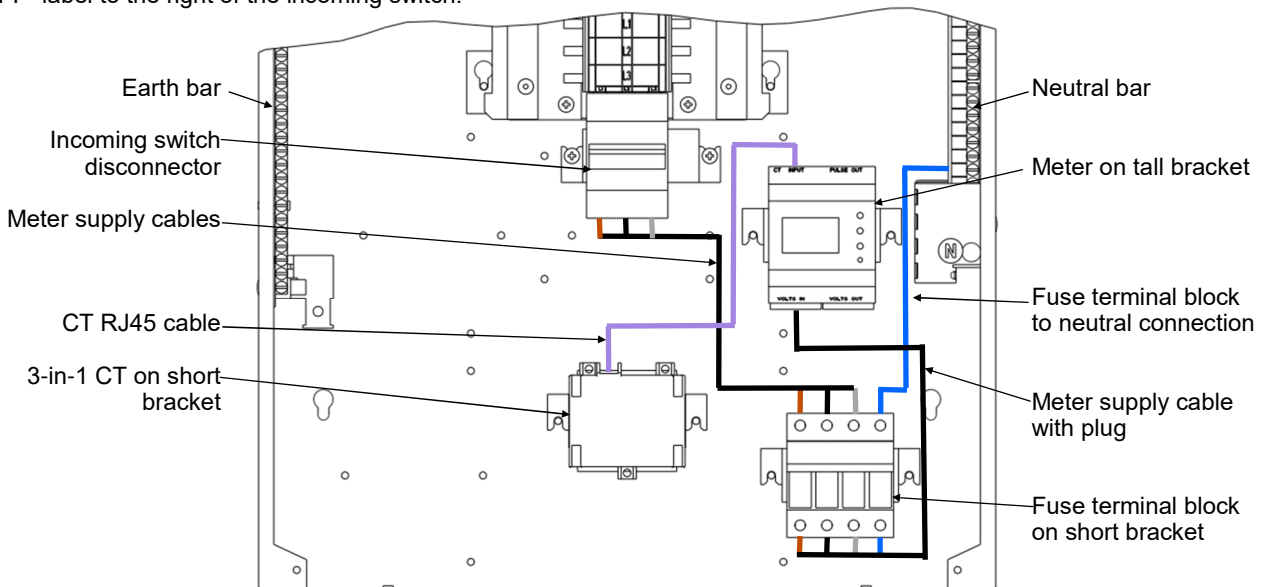 label to the right of the incoming switch.
L1
L2
L3
Earth bar
Neutral bar
Incoming switch
disconnector
CT INPUT PULSE OUT
Meter on tall bracket
Meter supply cables
N
VOLTS IN VOLTS OUT
Fuse terminal block
to neutral connection
CT RJ45 cable
3-in-1 CT on short
bracket
Meter supply cable
with plug
Fuse terminal block
on short bracket